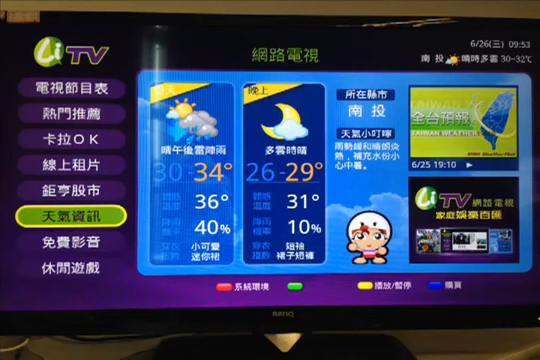 LiTV
網路電視
6/26(三) 09:53
南 投 晴時多雲 30~32℃
電視節目表
熱門推薦
卡拉OK
線上租片
鉅亨股市
天氣資訊
免費影音
休閒遊戲
白天
晴午後雷陣雨
30-34°
體感溫度
36°
降雨機率
40%
穿衣指數
小可愛
迷你裙
晚上
多雲時晴
26-29°
體感溫度
31°
降雨機率
10%
穿衣指數
短袖
裙子短褲
所在縣市
南 投
天氣小叮嚀
雨勢緩和晴朗炎
熱，補充水份小
心中暑。
全台預報
TAIWAN WEATHER
6/25 19:10
LiTV 網路電視
家庭娛樂百匯
系統環境
播放/暫停
購買
BenQ